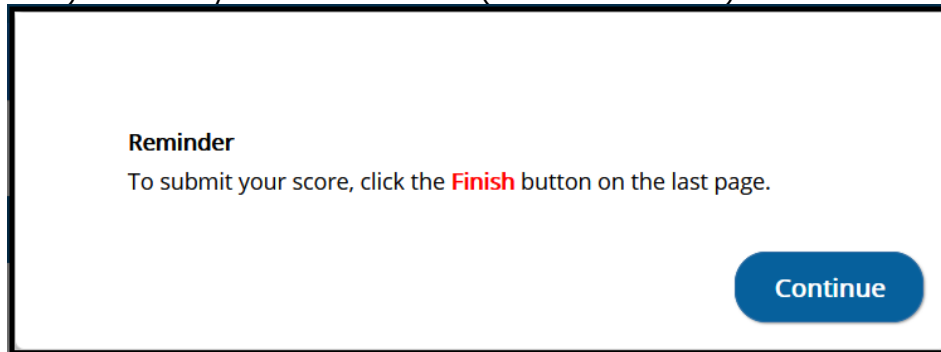 Reminder
To submit your score, click the Finish button on the last page.
Continue